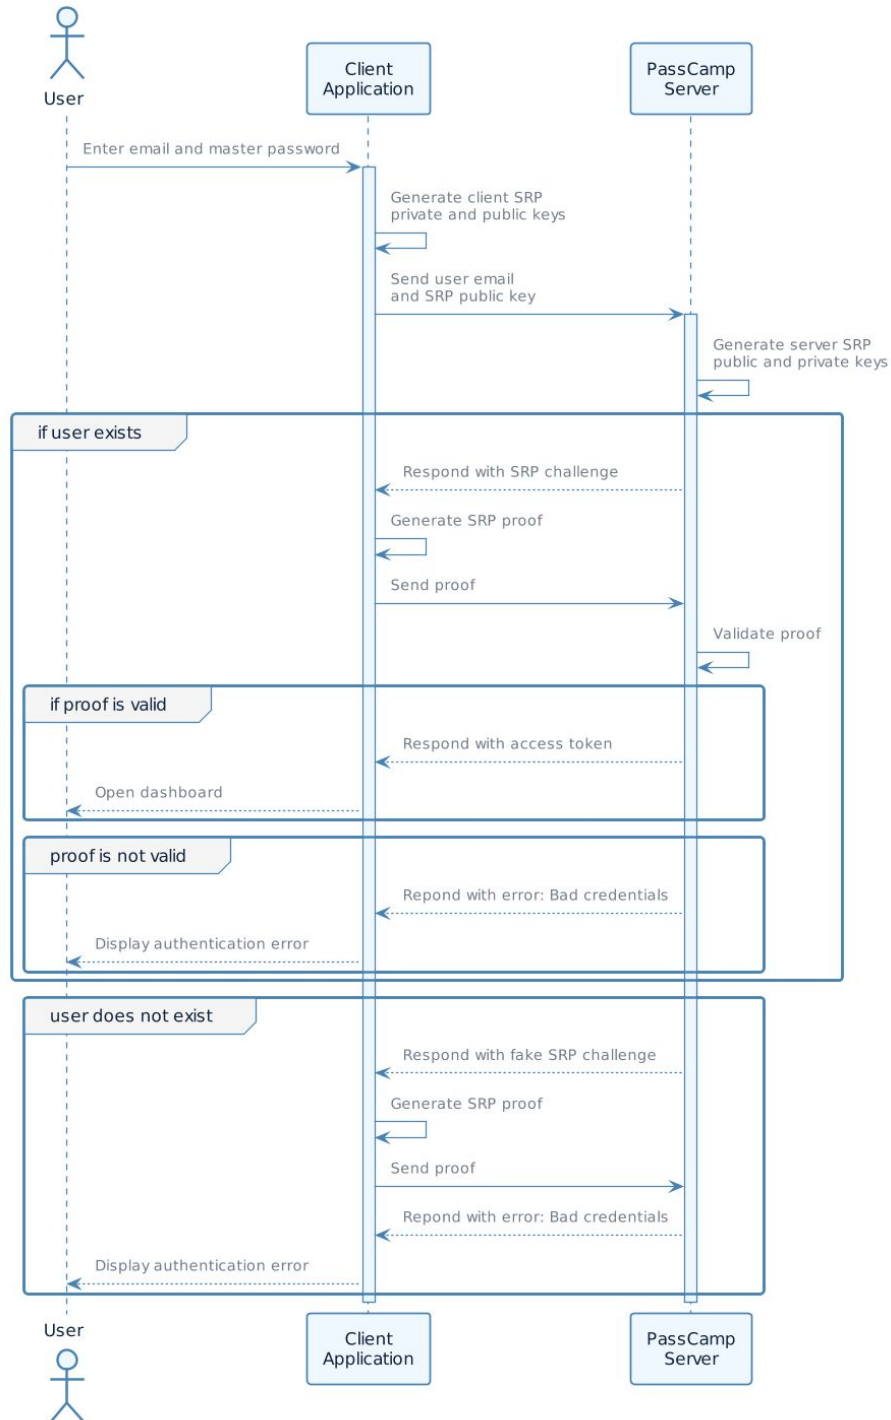 User
Client
Application
PassCamp
Server
Enter email and master password
Generate client SRP
private and public keys
Send user email
and SRP public key
Generate server SRP
public and private keys
if user exists
Respond with SRP challenge
Generate SRP proof
Send proof
Validate proof
if proof is valid
Respond with access token
Open dashboard
proof is not valid
Repond with error: Bad credentials
Display authentication error
user does not exist
Respond with fake SRP challenge
Generate SRP proof
Send proof
Repond with error: Bad credentials
Display authentication error
User
Client
Application
PassCamp
Server